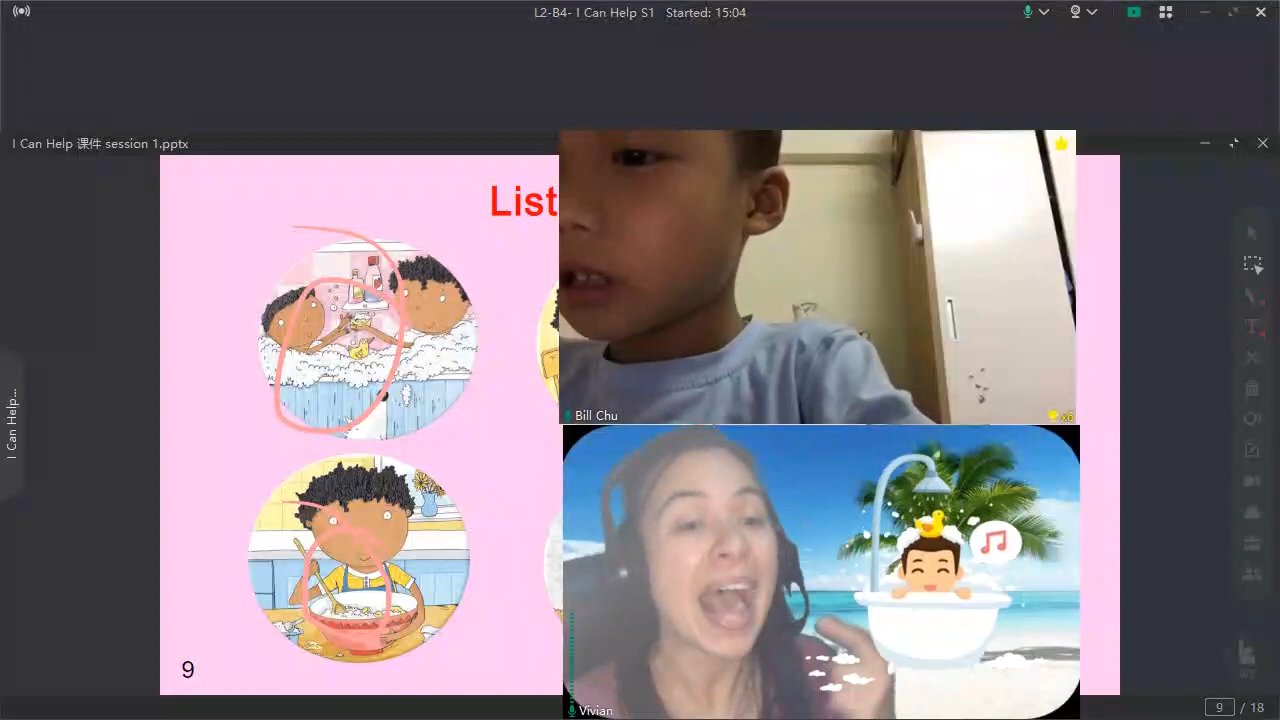 L2-B4- I Can Help S1 Started: 15:04
I Can Help 课件 session 1.pptx
List
I Can Help...
Bill Chu
x6
Vivian
9
9 / 18